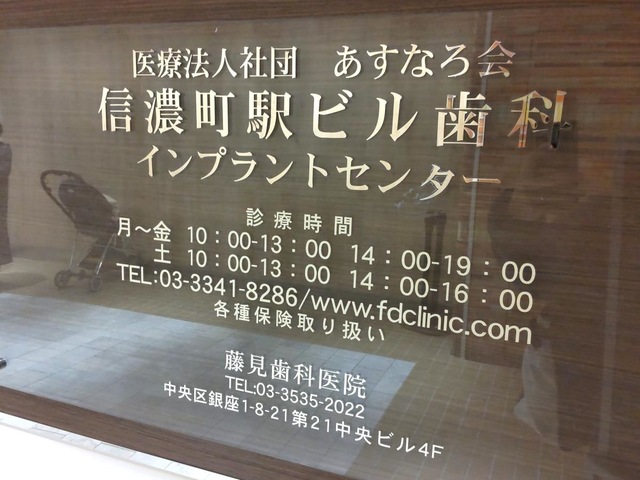 医療法人社団 あすなろ会
信濃町駅ビル歯科
インプラントセンター
診療時間
月～金 10：00-13：00 14：00-19：00
土 10：00-13：00 14：00-16：00
TEL:03-3341-8286/www.fdclinic.com
各種保険取り扱い
藤見歯科医院
TEL:03-3535-2022
中央区銀座1-8-21第21中央ビル4F